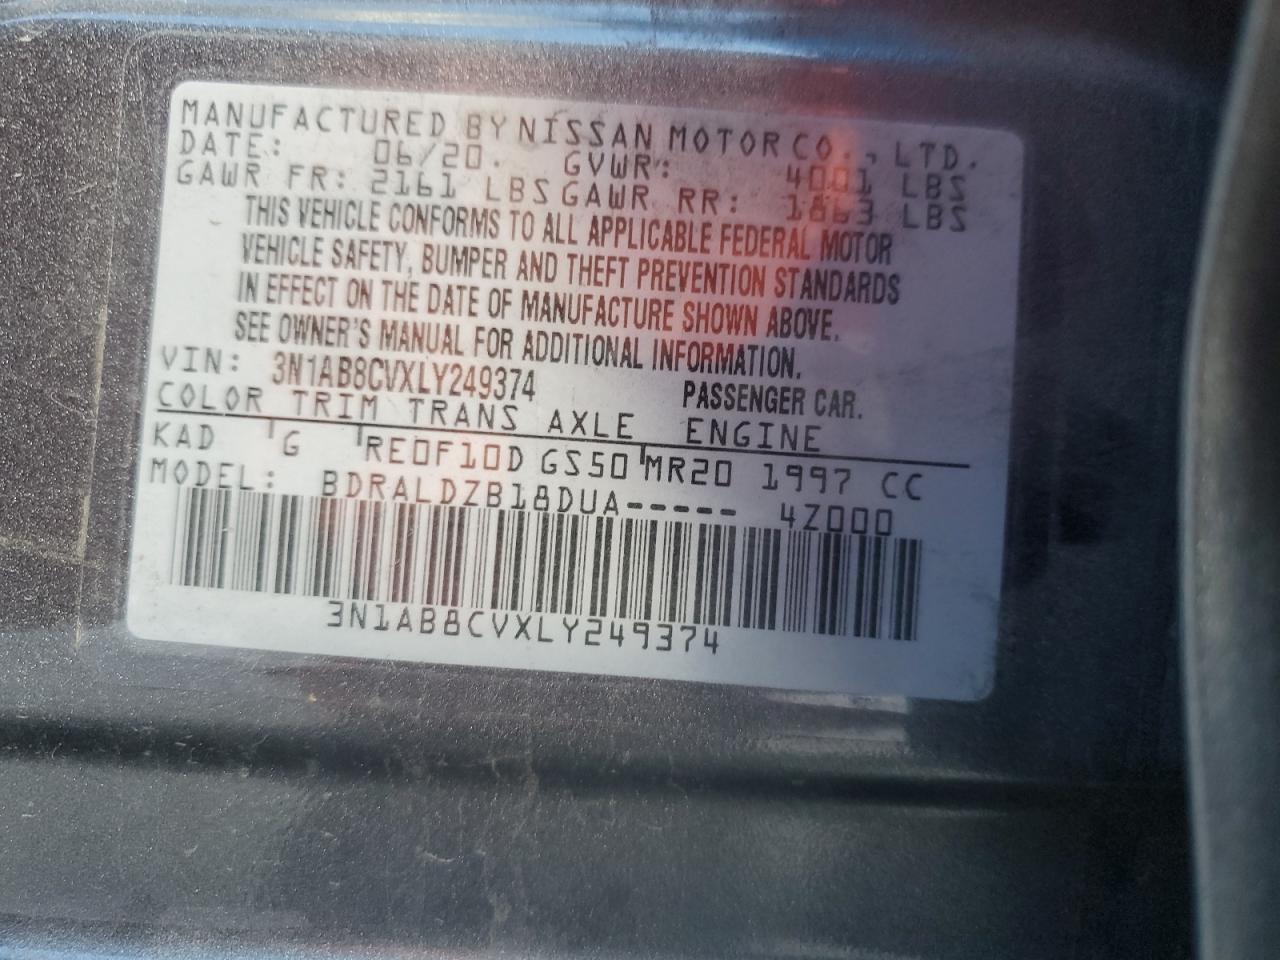 MANUFACTURED BY NISSAN MOTOR CO., LTD.
DATE: 06/20. GVWR: 4001 LBS
GAWR FR: 2161 LBS GAWR RR: 1863 LBS
THIS VEHICLE CONFORMS TO ALL APPLICABLE FEDERAL MOTOR
VEHICLE SAFETY, BUMPER AND THEFT PREVENTION STANDARDS
IN EFFECT ON THE DATE OF MANUFACTURE SHOWN ABOVE.
SEE OWNER'S MANUAL FOR ADDITIONAL INFORMATION.
VIN: 3N1AB8CVXLY249374 PASSENGER CAR.
COLOR TRIM TRANS AXLE ENGINE
KAD G RE0F10D GS50 MR20 1997 CC
MODEL: BDRALDZB18DUA----- 4Z000
3N1AB8CVXLY249374